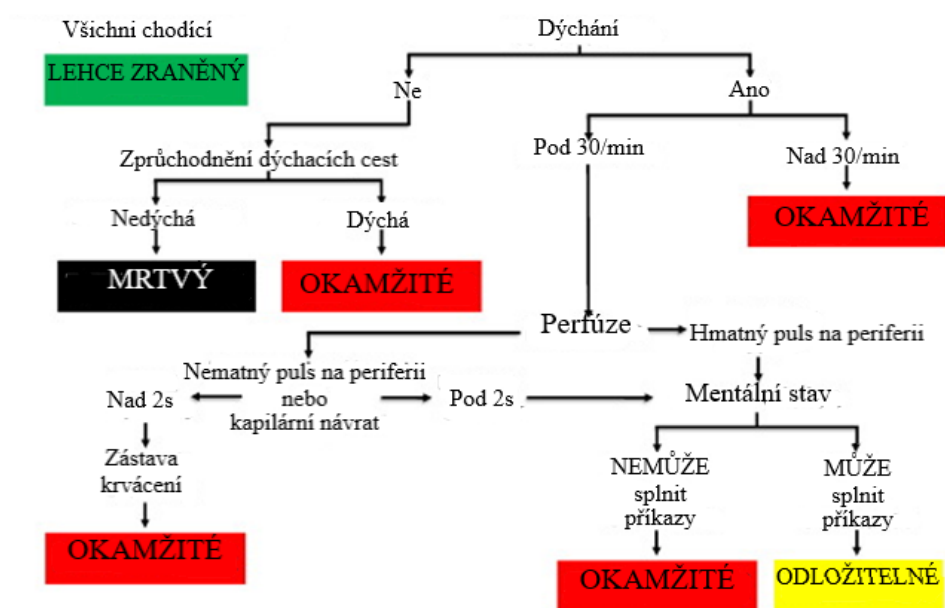 Všichni chodící
LEHCE ZRANĚNÝ
Dýchání
Ne
Ano
Zprůchodnění dýchacích cest
Pod 30/min
Nad 30/min
OKAMŽITÉ
Nedýchá
Dýchá
MRTVÝ
OKAMŽITÉ
Perfúze
Hmatný puls na periferii
Nematný puls na periferii
nebo
kapilární návrat
Nad 2s
Pod 2s
Mentální stav
Zástava
krvácení
OKAMŽITÉ
NEMŮŽE
splnit
příkazy
MŮŽE
splnit
příkazy
OKAMŽITÉ
ODLOŽITELNÉ